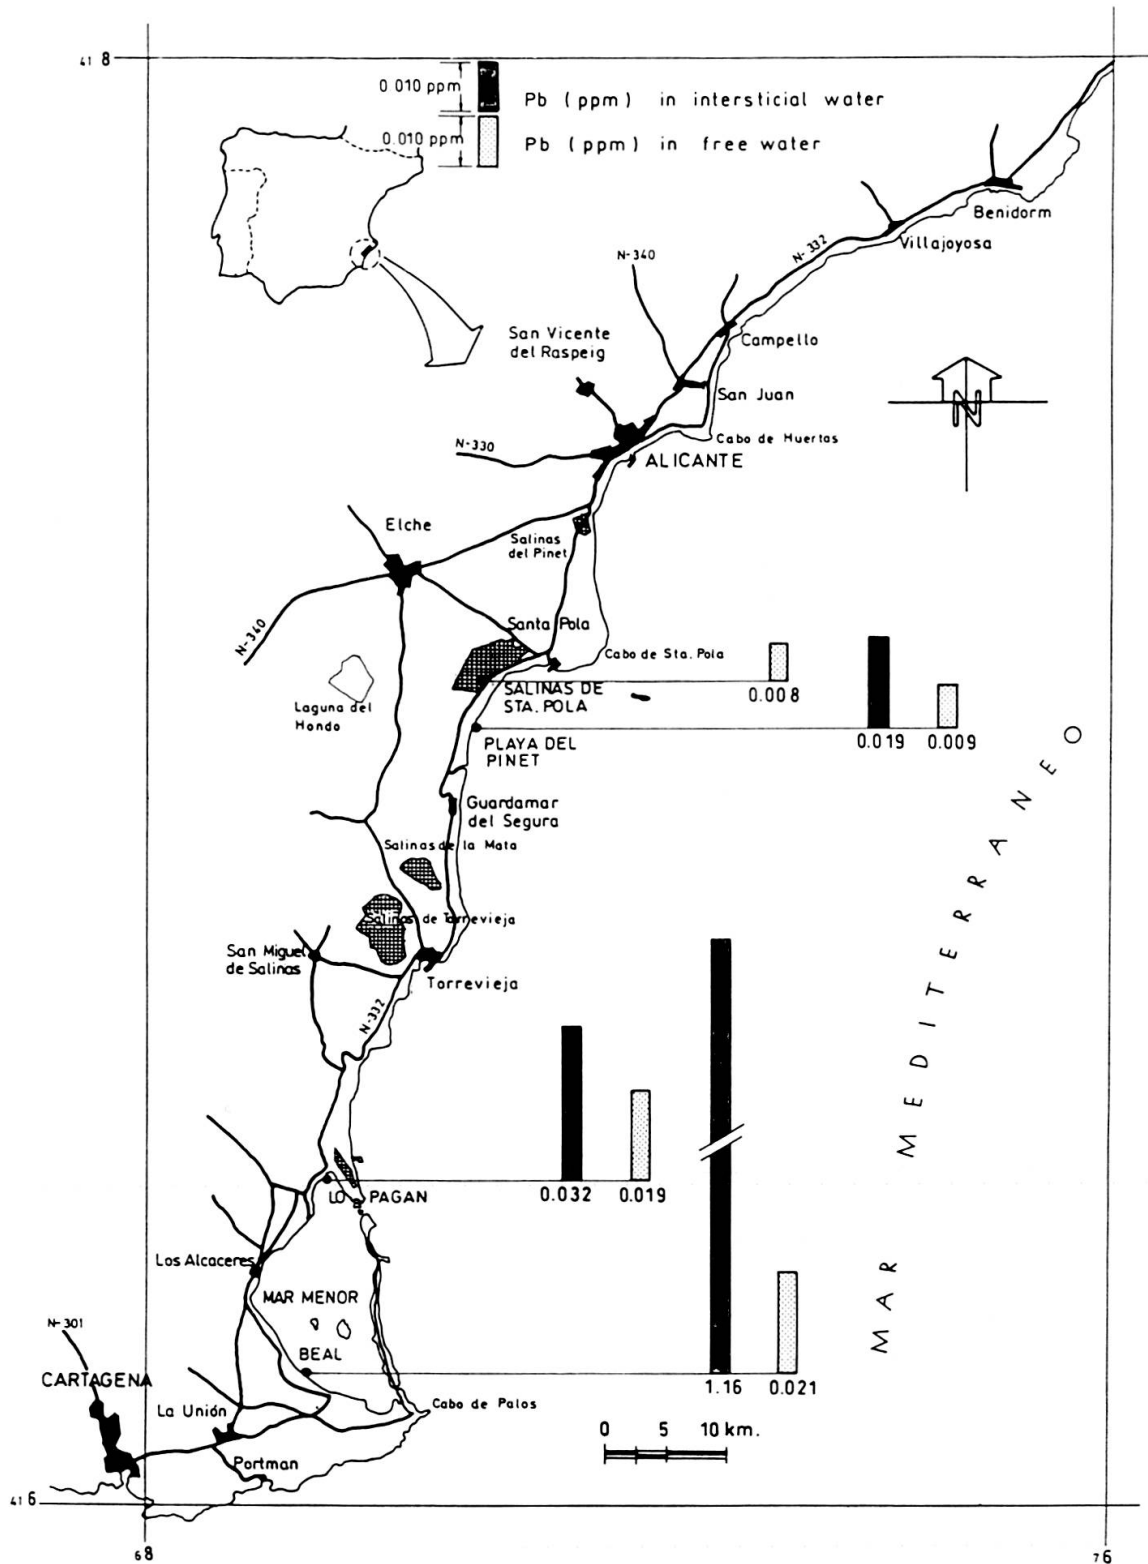 41 8
0.010 ppm
Pb (ppm) in intersticial water
0.010 ppm
Pb (ppm) in free water
Benidorm
Villajoyosa
N-332
N-340
Campello
San Vicente
del Raspeig
San Juan
N
Cabo de Huertas
N-330
ALICANTE
Elche
Salinas
del Pinet
N-340
Santa Pola
Cabo de Sta. Pola
Laguna del
Hondo
SALINAS DE
STA. POLA
0.008
PLAYA DEL
PINET
0.019
0.009
Guardamar
del Segura
Salinas de la Mata
Salinas de Torrevieja
San Miguel
de Salinas
Torrevieja
N-332
MAR MEDITERRANEO
LO PAGAN
0.032
0.019
Los Alcaceres
MAR MENOR
N-301
BEAL
1.16
0.021
CARTAGENA
La Unión
Cabo de Palos
0 5 10 km.
Portman
41 6
68
76